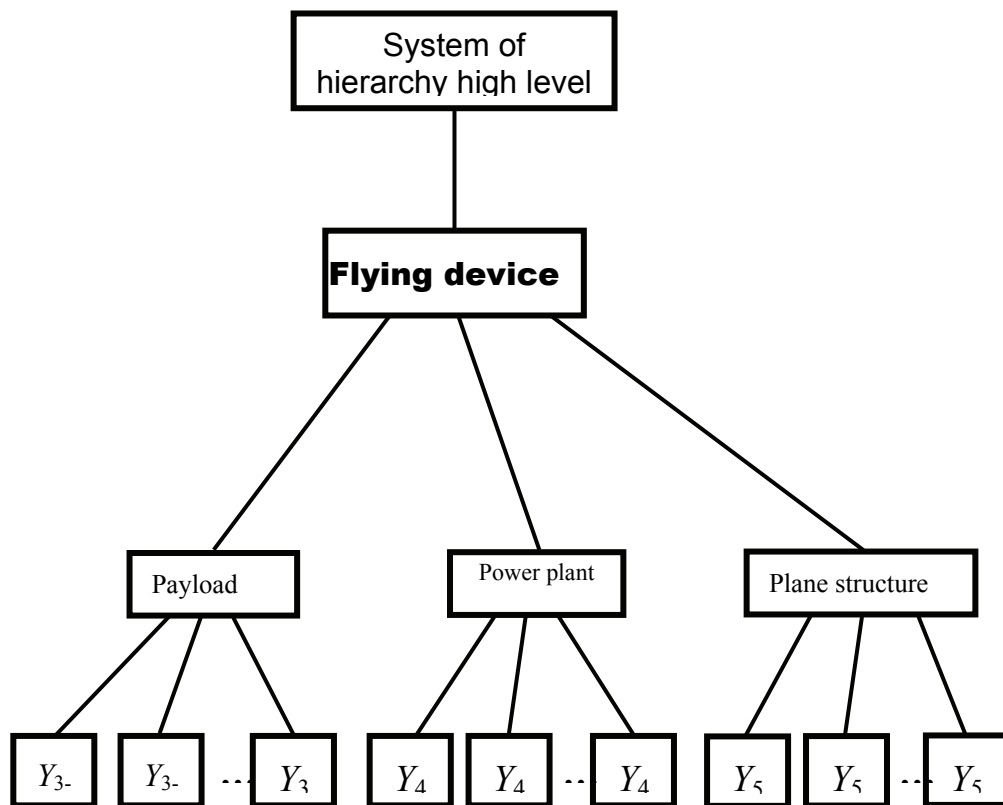 System of
hierarchy high level
Flying device
Payload
Power plant
Plane structure
Y3- Y3- ... Y3 Y4 Y4 ... Y4 Y5 Y5 ... Y5